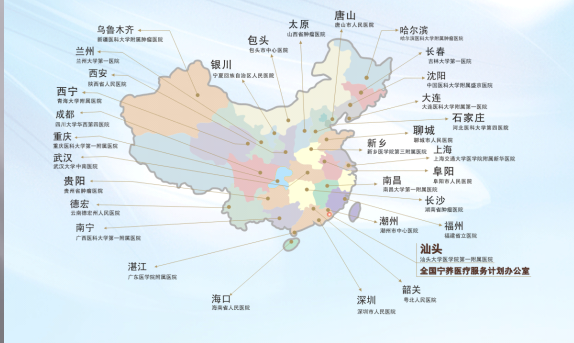 唐山
唐山市人民医院
太原
山西省肿瘤医院
包头
包头市中心医院
银川
宁夏回族自治区人民医院
乌鲁木齐
新疆医科大学附属肿瘤医院
兰州
兰州大学第一医院
西安
陕西省人民医院
西宁
青海大学附属医院
成都
四川大学华西第四医院
重庆
重庆医科大学第一附属医院
武汉
武汉大学中南医院
贵阳
贵州省肿瘤医院
德宏
云南德宏州人民医院
南宁
广西医科大学第一附属医院
湛江
广东医学院附属医院
海口
海南省人民医院
哈尔滨
哈尔滨医科大学附属肿瘤医院
长春
吉林大学第一医院
沈阳
中国医科大学附属盛京医院
大连
大连医科大学附属第一医院
石家庄
河北医科大学第四医院
聊城
聊城市人民医院
新乡
新乡医学院第三附属医院
上海
上海交通大学医学院附属新华医院
阜阳
阜阳市人民医院
南昌
南昌大学第一附属医院
长沙
湖南省肿瘤医院
福州
福建省立医院
潮州
潮州市中心医院
汕头
汕头大学医学院第一附属医院
全国宁养医疗服务计划办公室
韶关
粤北人民医院
深圳
深圳市人民医院